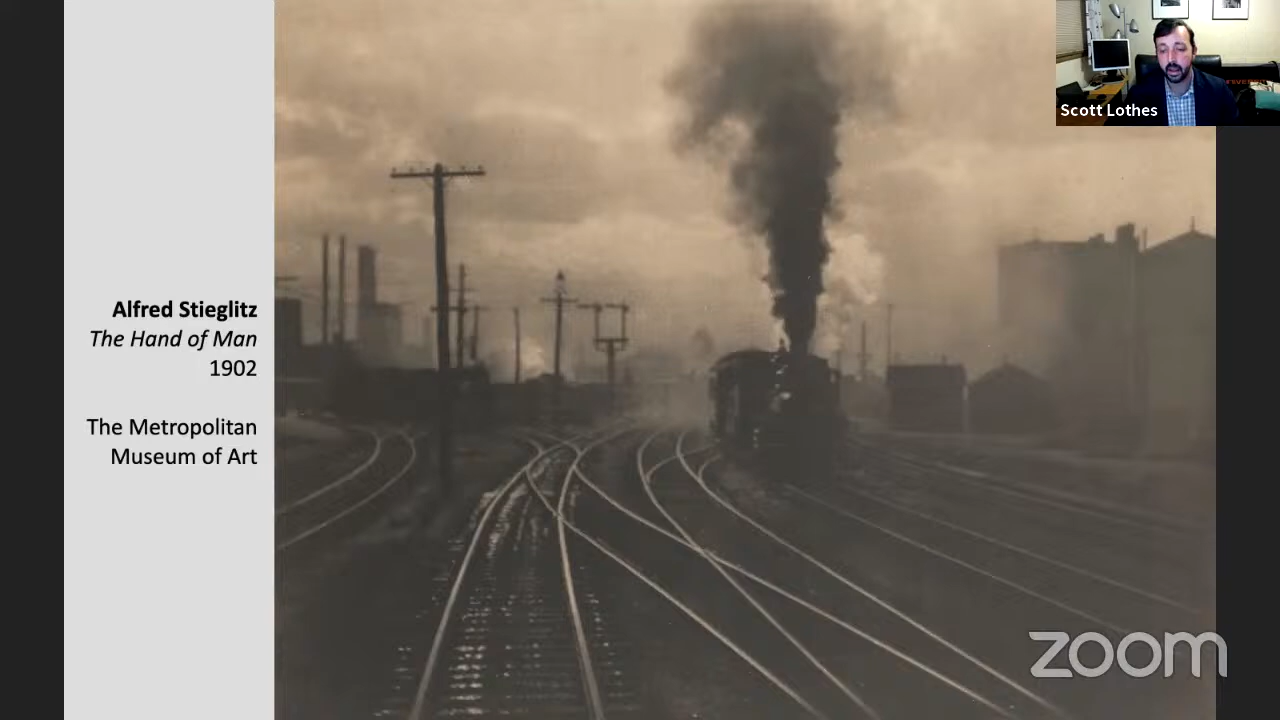 Alfred Stieglitz
The Hand of Man
1902
The Metropolitan
Museum of Art
Scott Lothes
zoom